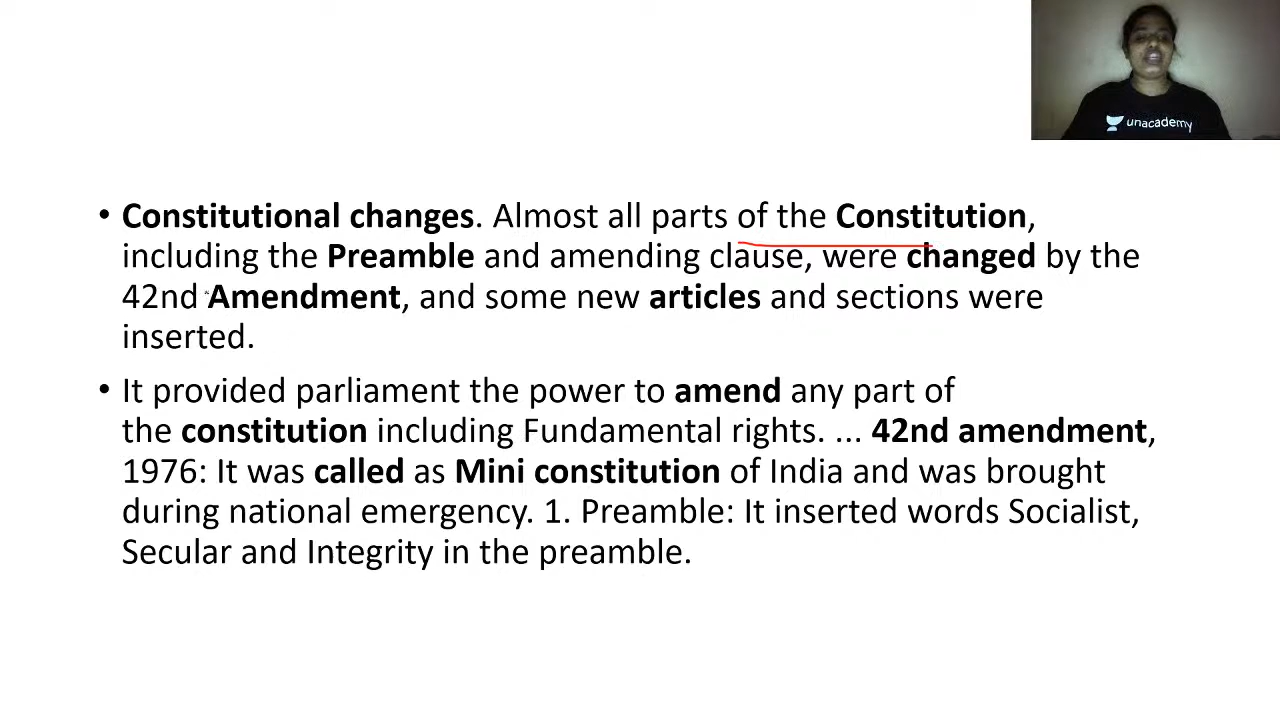 unacademy
• Constitutional changes. Almost all parts of the Constitution,
including the Preamble and amending clause, were changed by the
42nd Amendment, and some new articles and sections were
inserted.
• It provided parliament the power to amend any part of
the constitution including Fundamental rights. ... 42nd amendment,
1976: It was called as Mini constitution of India and was brought
during national emergency. 1. Preamble: It inserted words Socialist,
Secular and Integrity in the preamble.